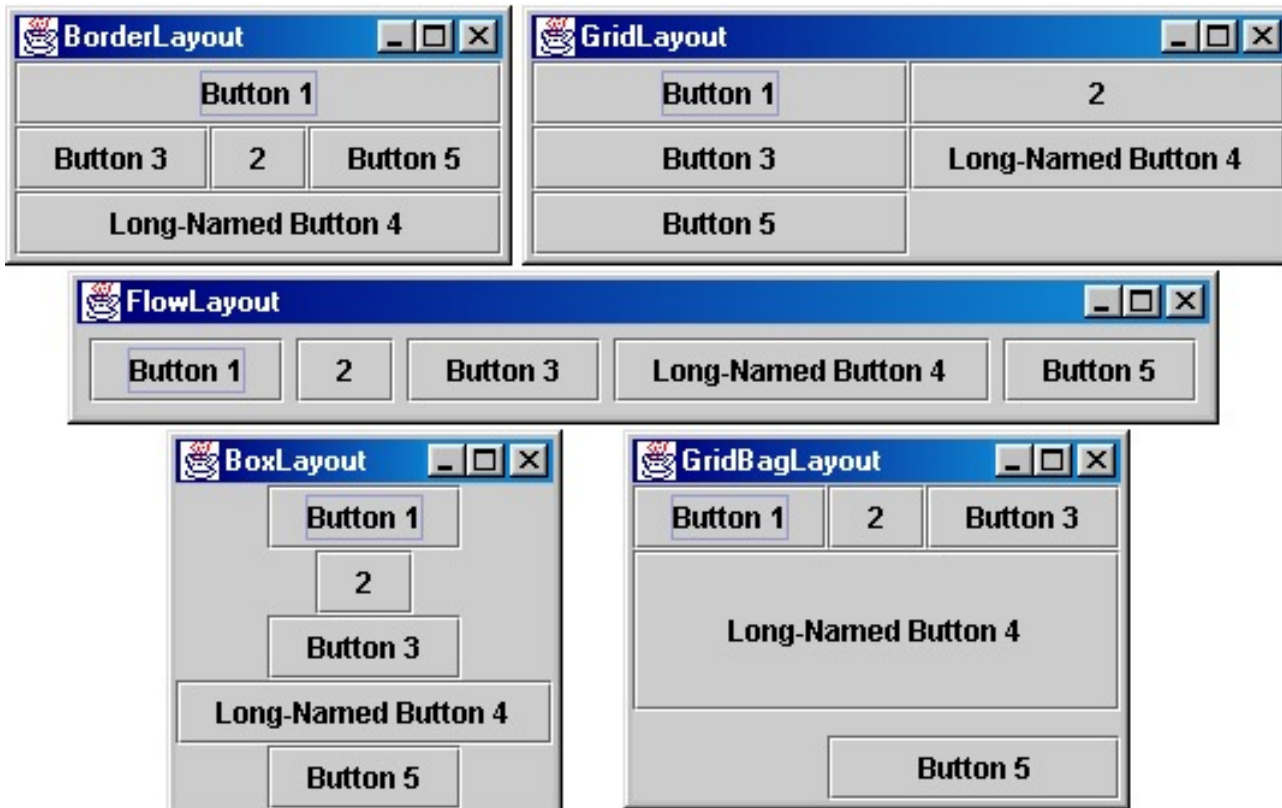 BorderLayout
Button 1
Button 3 2 Button 5
Long-Named Button 4
GridLayout
Button 1 2
Button 3 Long-Named Button 4
Button 5
FlowLayout
Button 1 2 Button 3 Long-Named Button 4 Button 5
BoxLayout
Button 1
2
Button 3
Long-Named Button 4
Button 5
GridBagLayout
Button 1 2 Button 3
Long-Named Button 4
Button 5